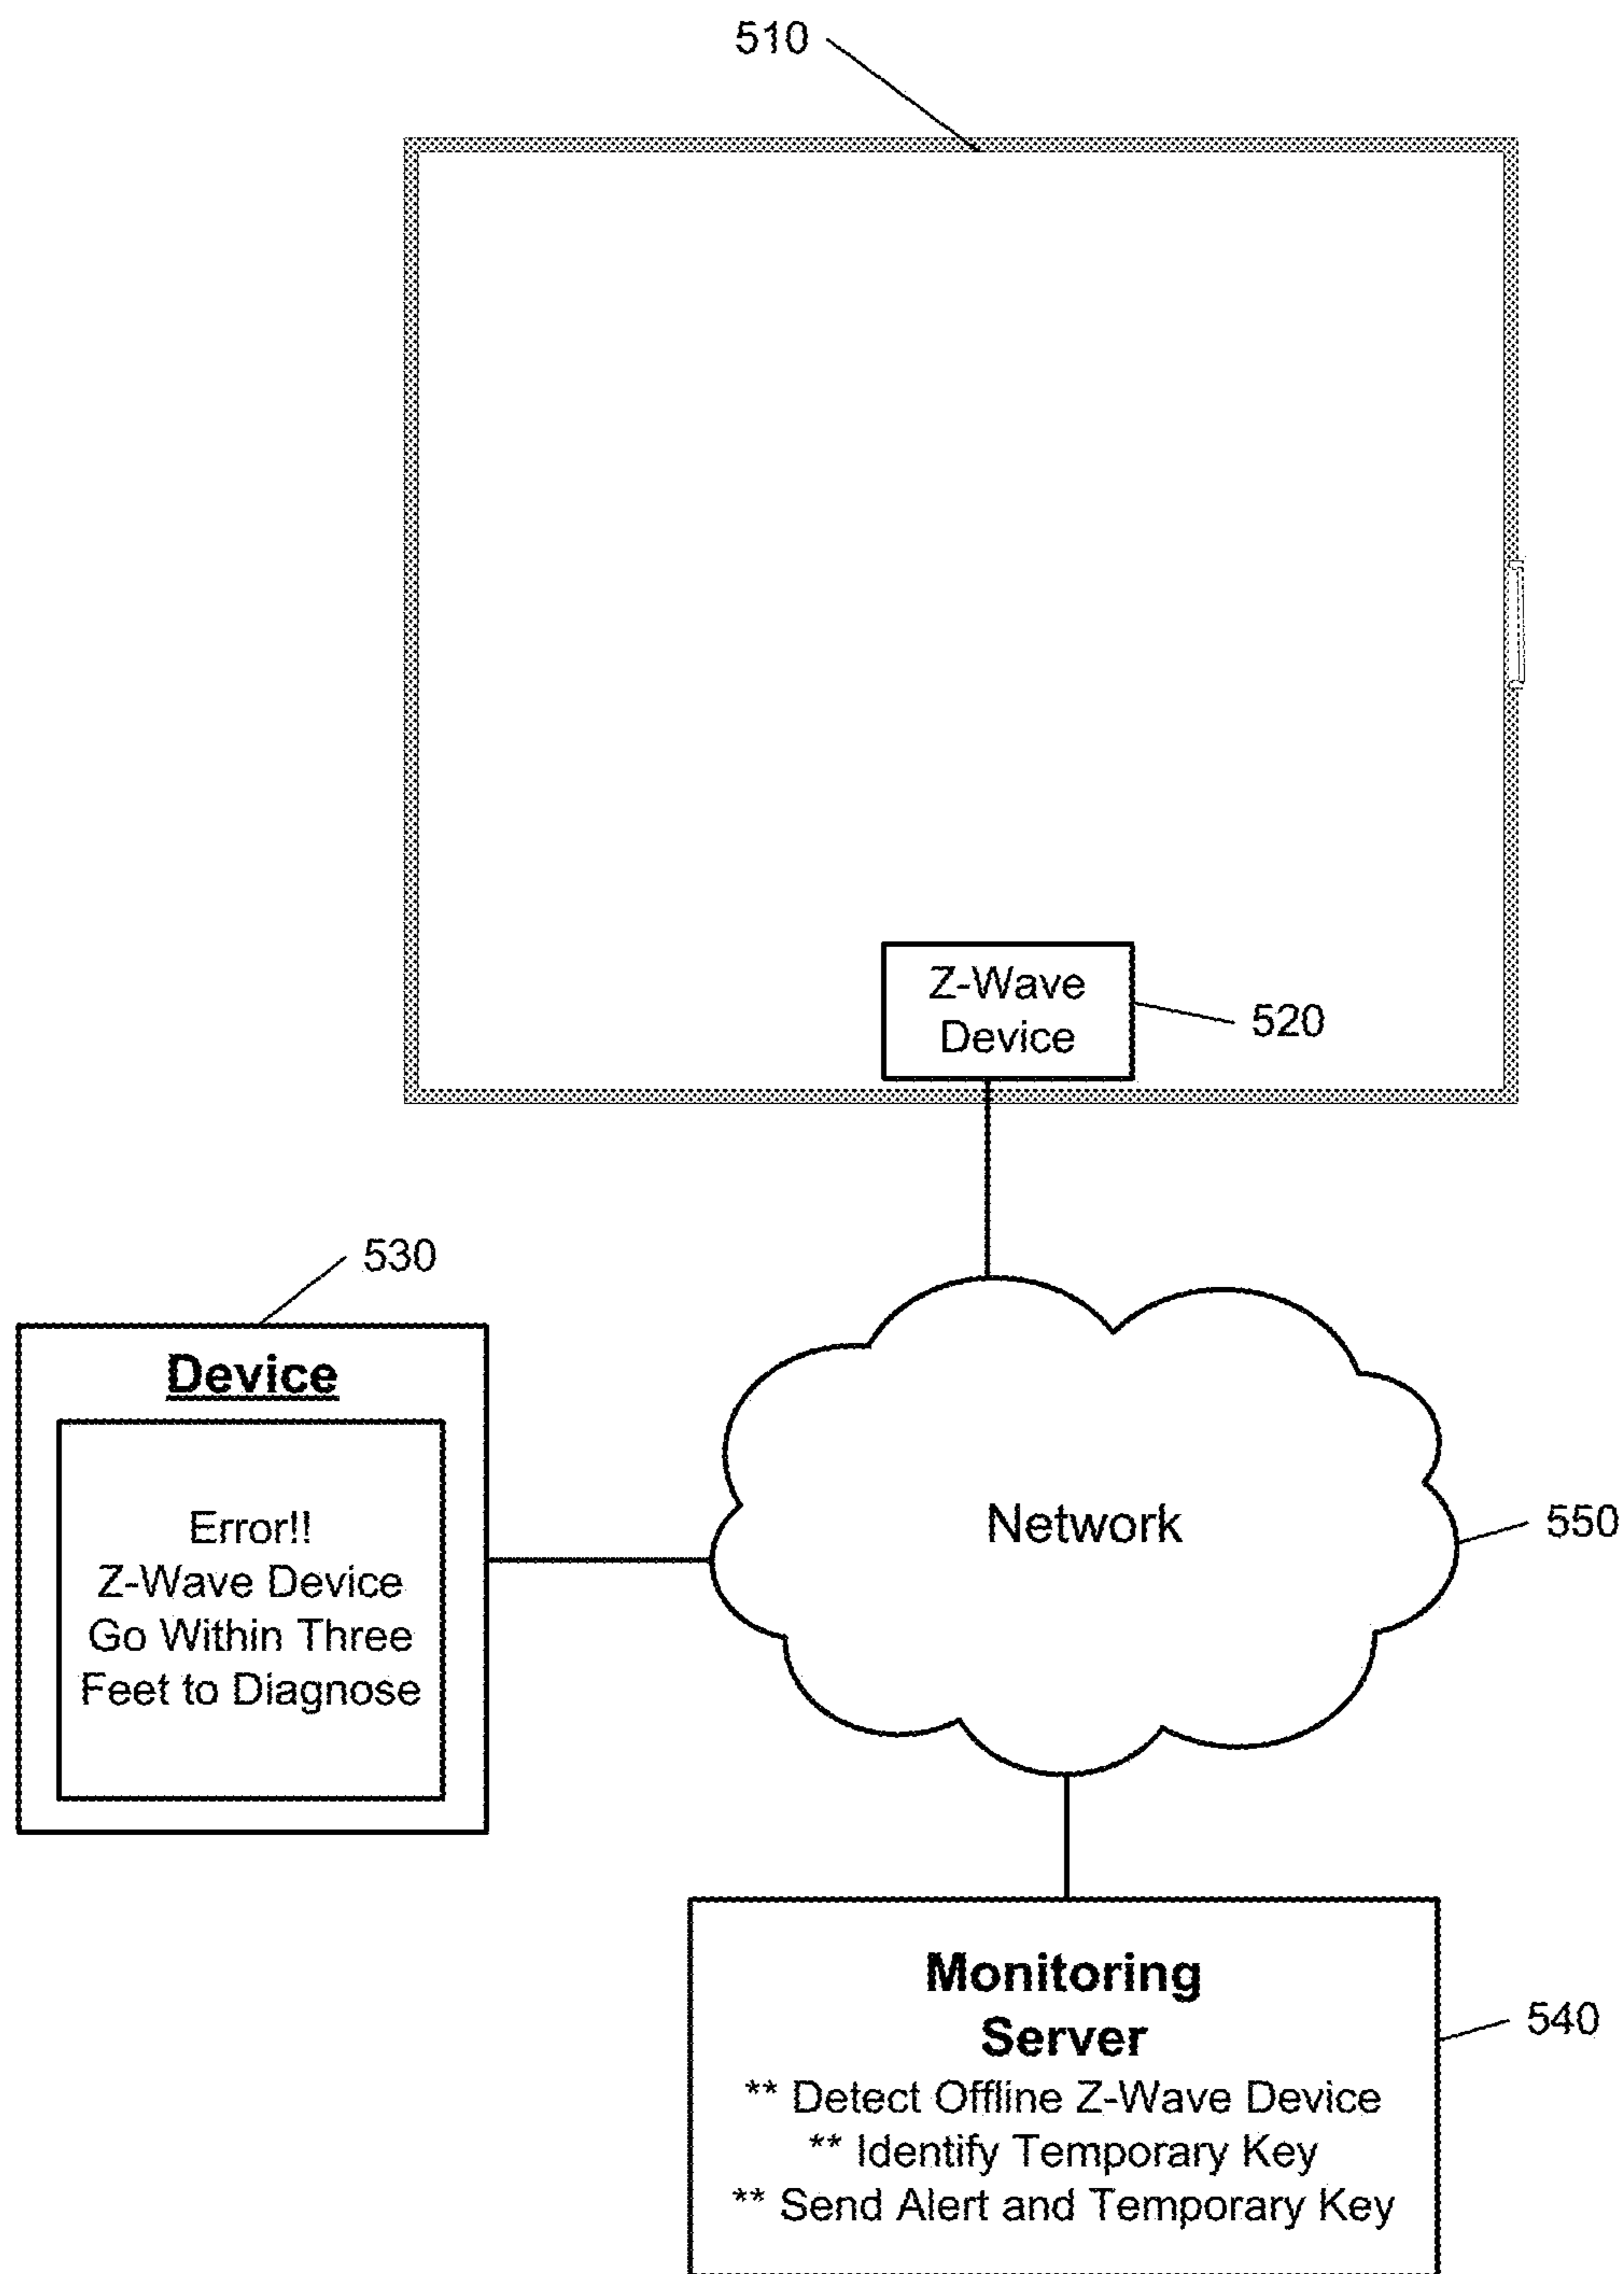 510
Z-Wave
Device
520
530
Device
Error!!
Z-Wave Device
Go Within Three
Feet to Diagnose
Network
550
Monitoring
Server
540
** Detect Offline Z-Wave Device
** Identify Temporary Key
** Send Alert and Temporary Key